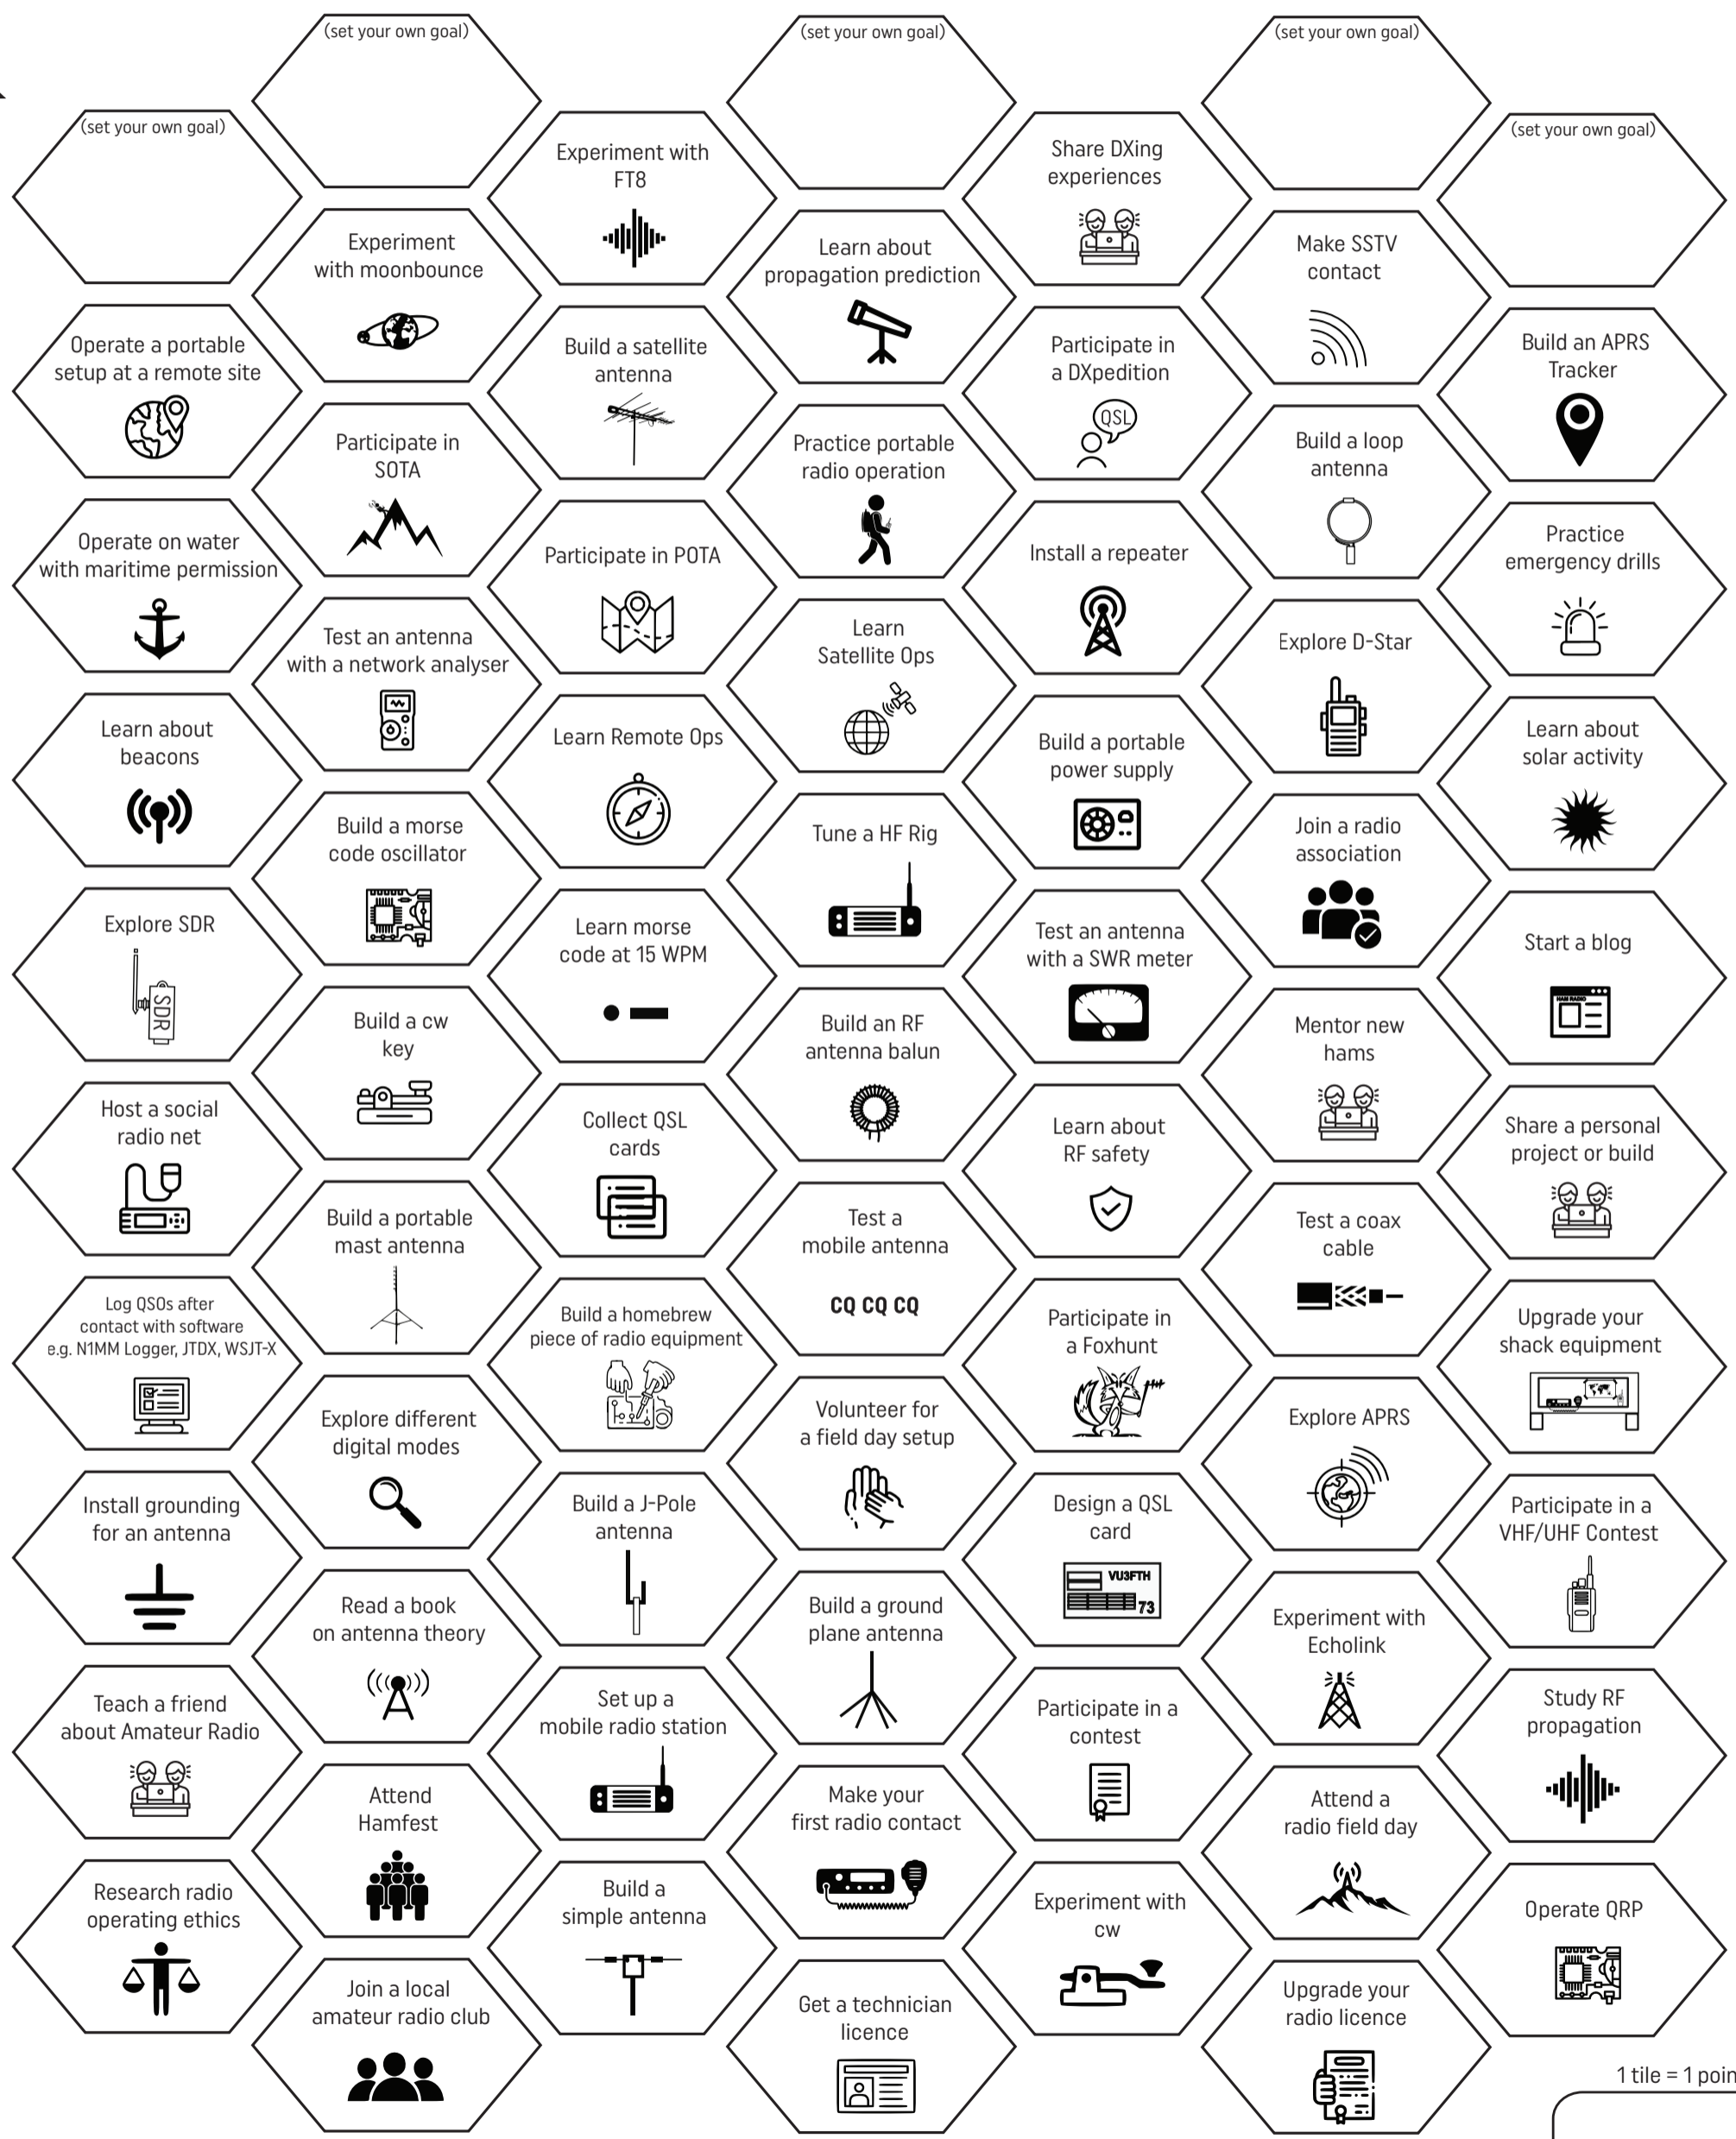 (set your own goal)
(set your own goal)
(set your own goal)
(set your own goal)
(set your own goal)
Experiment with
FT8
Share DXing
experiences
Experiment
with moonbounce
Learn about
propagation prediction
Make SSTV
contact
Operate a portable
setup at a remote site
Build a satellite
antenna
Participate in
a DXpedition
QSL
Build an APRS
Tracker
Participate in
SOTA
Practice portable
radio operation
Build a loop
antenna
Operate on water
with maritime permission
Participate in POTA
Install a repeater
Practice
emergency drills
Test an antenna
with a network analyser
Learn
Satellite Ops
Explore D-Star
Learn about
beacons
Learn Remote Ops
Build a portable
power supply
Learn about
solar activity
Build a morse
code oscillator
Tune a HF Rig
Join a radio
association
Explore SDR
SDR
Learn morse
code at 15 WPM
Test an antenna
with a SWR meter
Start a blog
HAM RADIO
Build a cw
key
Build an RF
antenna balun
Mentor new
hams
Host a social
radio net
Collect QSL
cards
Learn about
RF safety
Share a personal
project or build
Build a portable
mast antenna
Test a
mobile antenna
CQ CQ CQ
Test a coax
cable
Log QSOs after
contact with software
e.g. N1MM Logger, JTDX, WSJT-X
Build a homebrew
piece of radio equipment
Participate in
a Foxhunt
Upgrade your
shack equipment
Explore different
digital modes
Volunteer for
a field day setup
Explore APRS
Install grounding
for an antenna
Build a J-Pole
antenna
Design a QSL
card
VU3FTH
73
Participate in a
VHF/UHF Contest
Read a book
on antenna theory
Build a ground
plane antenna
Experiment with
Echolink
Teach a friend
about Amateur Radio
Set up a
mobile radio station
Participate in a
contest
Study RF
propagation
Attend
Hamfest
Make your
first radio contact
Attend a
radio field day
Research radio
operating ethics
Build a
simple antenna
Experiment with
cw
Operate QRP
Join a local
amateur radio club
Get a technician
licence
Upgrade your
radio licence
1 tile = 1 poin